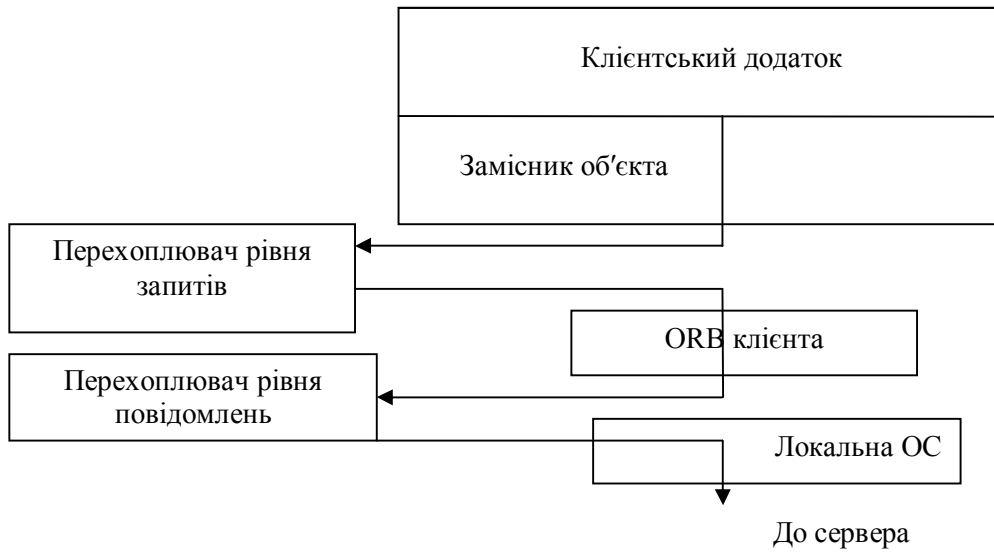 Клієнтський додаток
Замісник об′єкта
Перехоплювач рівня
запитів
ORB клієнта
Перехоплювач рівня
повідомлень
Локальна ОС
До сервера